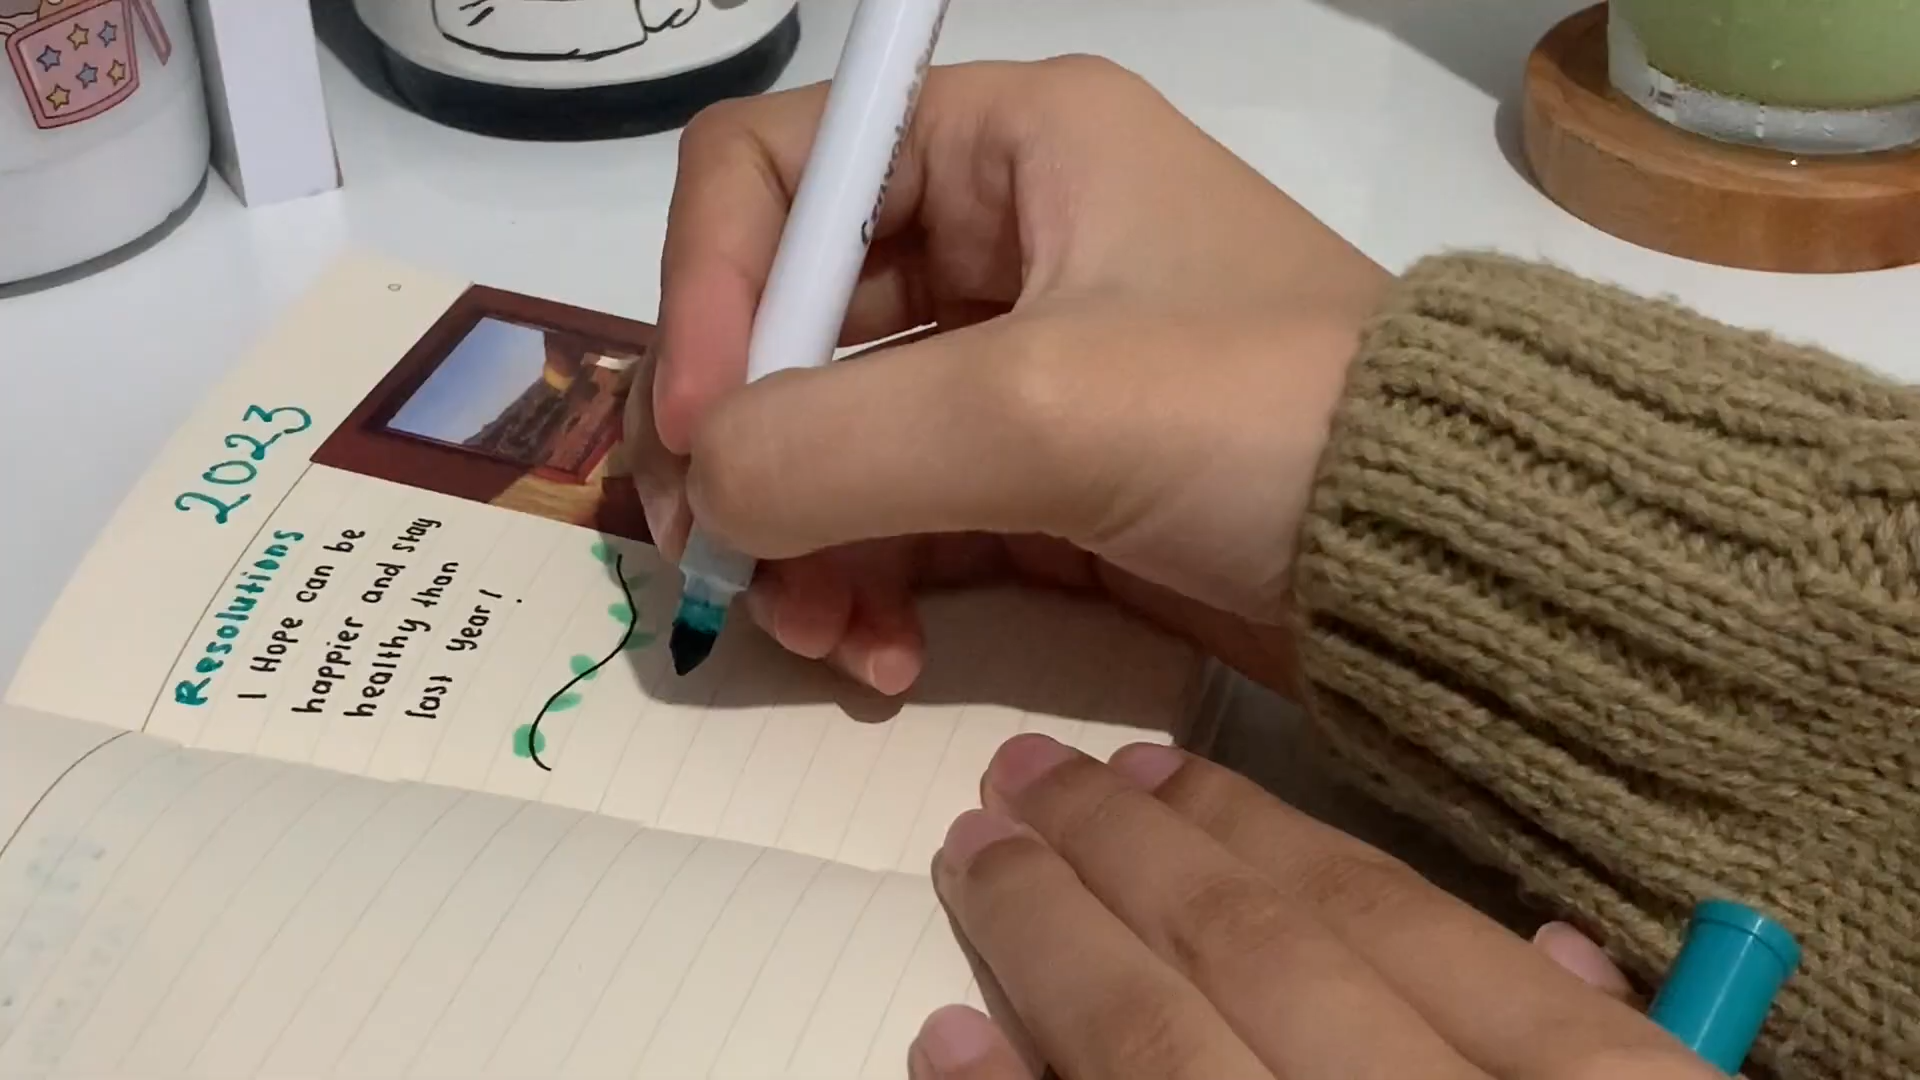 2023
Resolutions
I Hope can be
happier and stay
healthy than
last year!